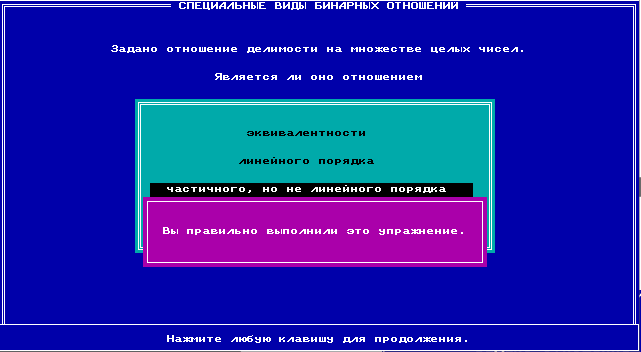 СПЕЦИАЛЬНЫЕ ВИДЫ БИНАРНЫХ ОТНОШЕНИЙ
Задано отношение делимости на множестве целых чисел.
Является ли оно отношением
эквивалентности
линейного порядка
частичного, но не линейного порядка
Вы правильно выполнили это упражнение.
Нажмите любую клавишу для продолжения.